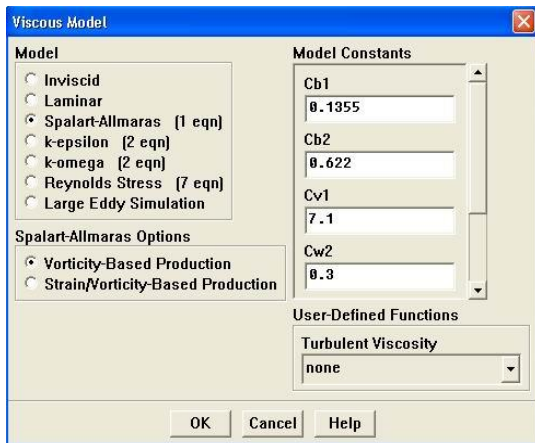 Viscous Model
Model
Inviscid
Laminar
Spalart-Allmaras (1 eqn)
k-epsilon (2 eqn)
k-omega (2 eqn)
Reynolds Stress (7 eqn)
Large Eddy Simulation
Spalart-Allmaras Options
Vorticity-Based Production
Strain/Vorticity-Based Production
Model Constants
Cb1
0.1355
Cb2
0.622
Cv1
7.1
Cw2
0.3
User-Defined Functions
Turbulent Viscosity
none
OK Cancel Help